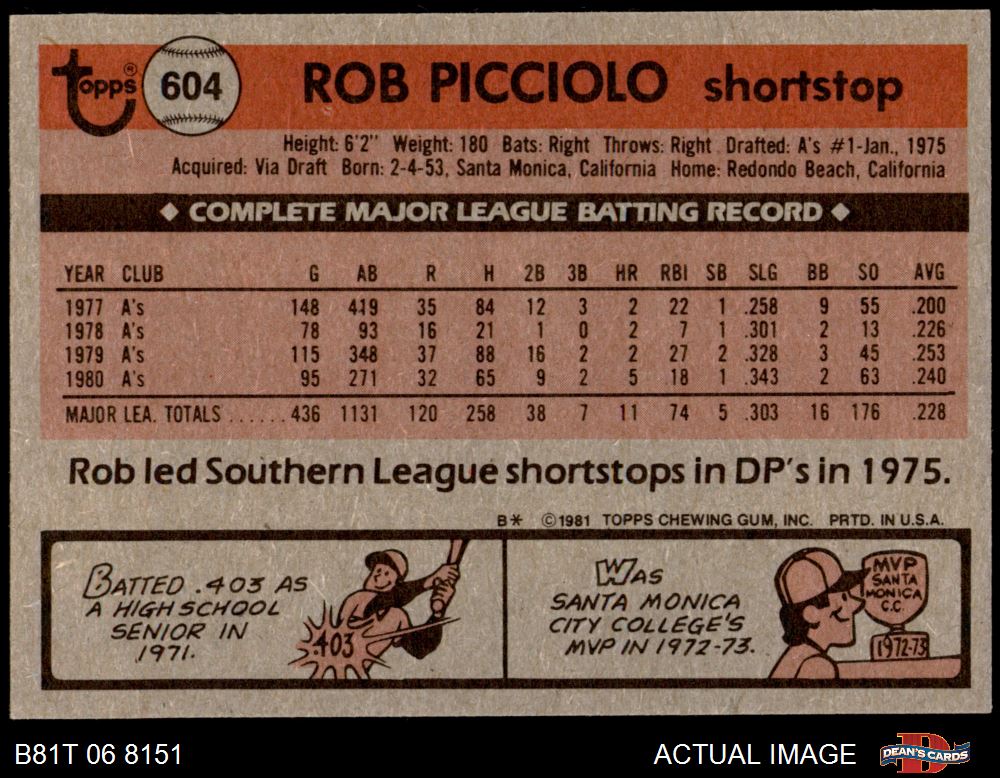 topps® 604 ROB PICCIOLO shortstop
Height: 6'2" Weight: 180 Bats: Right Throws: Right Drafted: A's #1-Jan., 1975
Acquired: Via Draft Born: 2-4-53, Santa Monica, California Home: Redondo Beach, California
◆ COMPLETE MAJOR LEAGUE BATTING RECORD ◆
YEAR CLUB G AB R H 2B 3B HR RBI SB SLG BB SO AVG
1977 A's 148 419 35 84 12 3 2 22 1 .258 9 55 .200
1978 A's 78 93 16 21 1 0 2 7 1 .301 2 13 .226
1979 A's 115 348 37 88 16 2 2 27 2 .328 3 45 .253
1980 A's 95 271 32 65 9 2 5 18 1 .343 2 63 .240
MAJOR LEA. TOTALS ...... 436 1131 120 258 38 7 11 74 5 .303 16 176 .228
Rob led Southern League shortstops in DP's in 1975.
B* ©1981 TOPPS CHEWING GUM, INC. PRTD. IN U.S.A.
BATTED .403 AS
A HIGH SCHOOL
SENIOR IN
1971.
.403
WAS
SANTA MONICA
CITY COLLEGE'S
MVP IN 1972-73.
MVP
SANTA
MONICA
C.C.
1972-73
B81T 06 8151 ACTUAL IMAGE DEAN'S CARDS